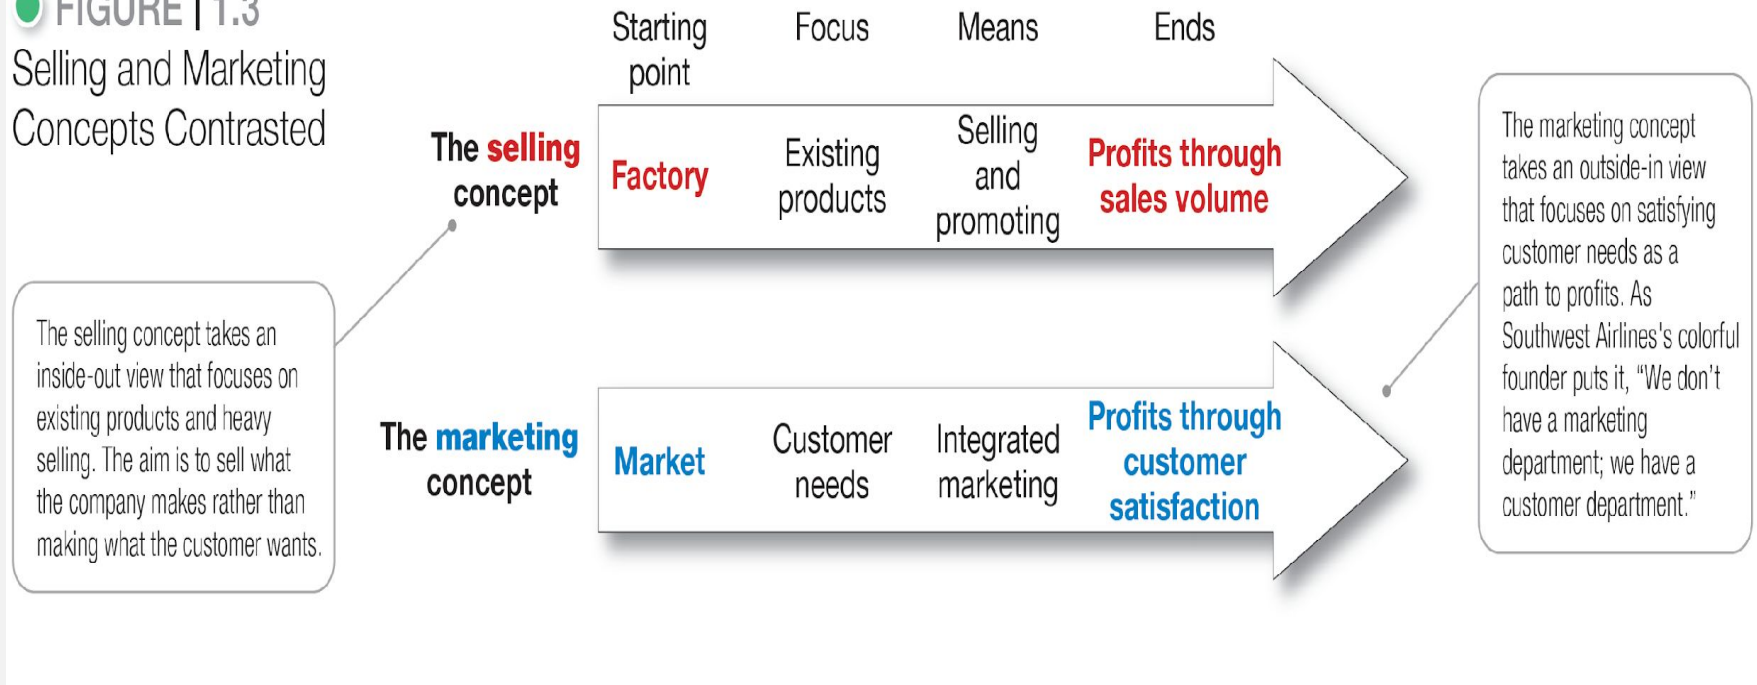 FIGURE | 1.3
Selling and Marketing
Concepts Contrasted
Starting
point
Focus
Means
Ends
The selling
concept
Factory
Existing
products
Selling
and
promoting
Profits through
sales volume
The selling concept takes an
inside-out view that focuses on
existing products and heavy
selling. The aim is to sell what
the company makes rather than
making what the customer wants.
The marketing
concept
Market
Customer
needs
Integrated
marketing
Profits through
customer
satisfaction
The marketing concept
takes an outside-in view
that focuses on satisfying
customer needs as a
path to profits. As
Southwest Airlines's colorful
founder puts it, “We don’t
have a marketing
department; we have a
customer department.”